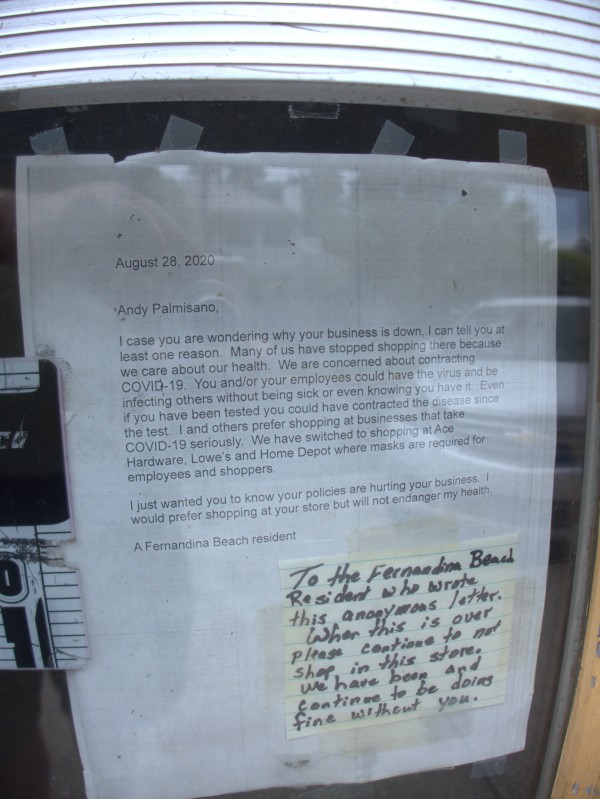 August 28, 2020
Andy Palmisano,
I case you are wondering why your business is down, I can tell you at
least one reason. Many of us have stopped shopping there because
we care about our health. We are concerned about contracting
COVID-19. You and/or your employees could have the virus and be
infecting others without being sick or even knowing you have it. Even
if you have been tested you could have contracted the disease since
the test. I and others prefer shopping at businesses that take
COVID-19 seriously. We have switched to shopping at Ace
Hardware, Lowe's and Home Depot where masks are required for
employees and shoppers.
I just wanted you to know your policies are hurting your business. I
would prefer shopping at your store but will not endanger my health.
A Fernandina Beach resident
To the Fernandina Beach
Resident who wrote
this anonymous letter.
When this is over
please continue to not
shop in this store.
We have been and
continue to be doing
fine without you.